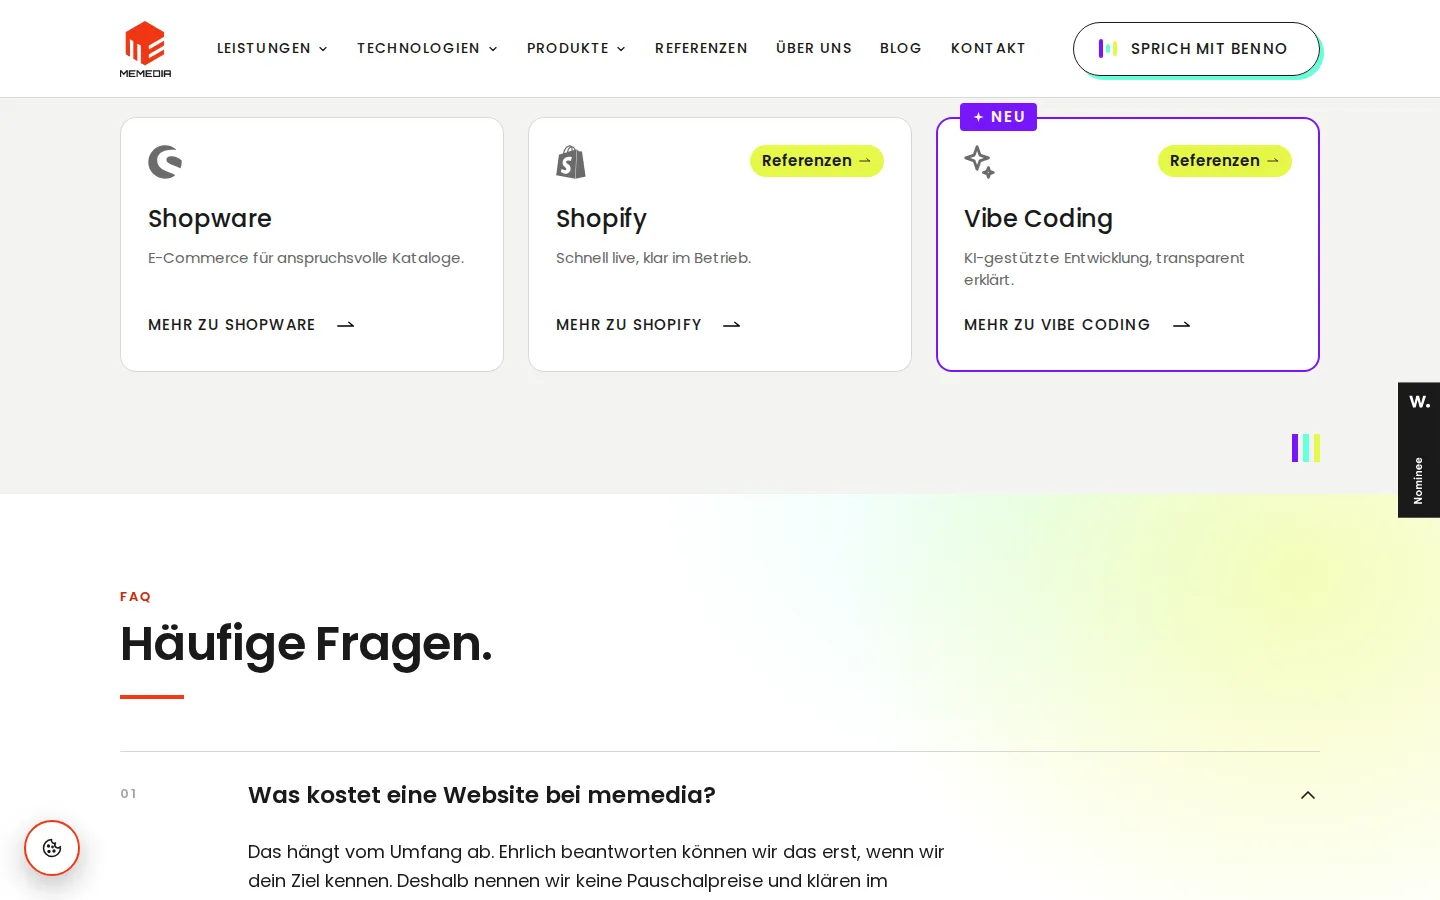 MEMEDIA
LEISTUNGEN
TECHNOLOGIEN
PRODUKTE
REFERENZEN
ÜBER UNS
BLOG
KONTAKT
SPRICH MIT BENNO
Shopware
E-Commerce für anspruchsvolle Kataloge.
MEHR ZU SHOPWARE
Referenzen →
Shopify
Schnell live, klar im Betrieb.
MEHR ZU SHOPIFY
NEU
Referenzen →
Vibe Coding
KI-gestützte Entwicklung, transparent
erklärt.
MEHR ZU VIBE CODING
W.
Nominee
FAQ
Häufige Fragen.
01
Was kostet eine Website bei memedia?
Das hängt vom Umfang ab. Ehrlich beantworten können wir das erst, wenn wir
dein Ziel kennen. Deshalb nennen wir keine Pauschalpreise und klären im